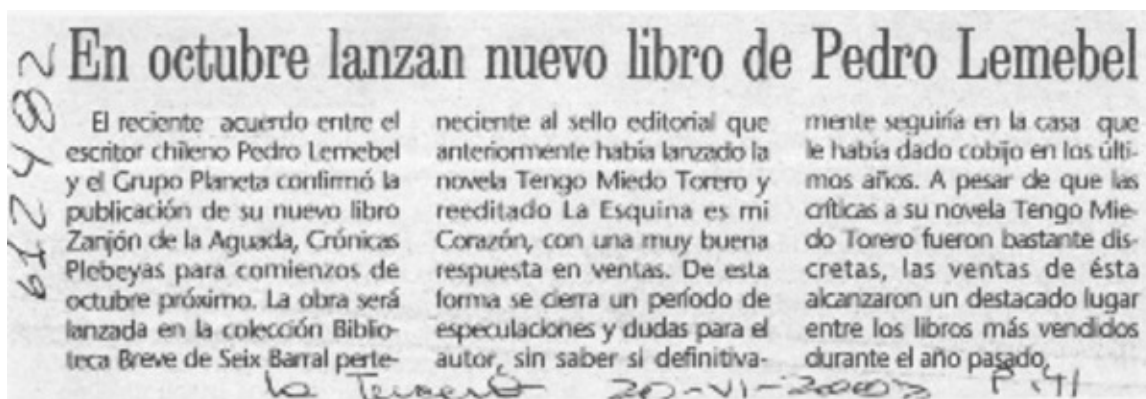 En octubre lanzan nuevo libro de Pedro Lemebel
El reciente acuerdo entre el
escritor chileno Pedro Lemebel
y el Grupo Planeta confirmó la
publicación de su nuevo libro
Zanjón de la Aguada, Crónicas
Plebeyas para comienzos de
octubre próximo. La obra será
lanzada en la colección Biblio-
teca Breve de Seix Barral perte-
neciente al sello editorial que
anteriormente había lanzado la
novela Tengo Miedo Torero y
reeditado La Esquina es mi
Corazón, con una muy buena
respuesta en ventas. De esta
forma se cierra un período de
especulaciones y dudas para el
autor, sin saber si definitiva-
mente seguiría en la casa que
le había dado cobijo en los últi-
mos años. A pesar de que las
críticas a su novela Tengo Mie-
do Torero fueron bastante dis-
cretas, las ventas de ésta
alcanzaron un destacado lugar
entre los libros más vendidos
durante el año pasado.
La Tercera P. 41